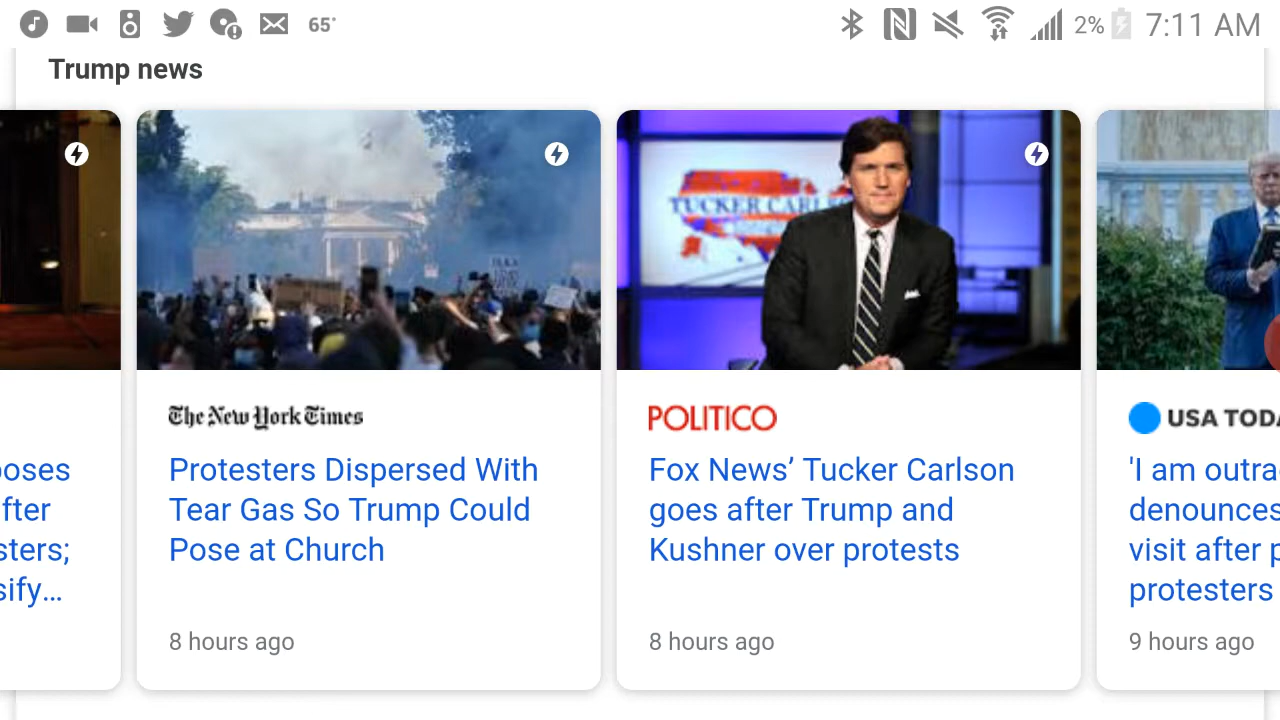 65°
2%
7:11 AM
Trump news
TUCKER
The New York Times
POLITICO
USA
poses
fter
sters;
sify…
Protesters Dispersed With
Tear Gas So Trump Could
Pose at Church
Fox News’ Tucker Carlson
goes after Trump and
Kushner over protests
'I am outra
denounces
visit after p
protesters
8 hours ago
8 hours ago
9 hours ago